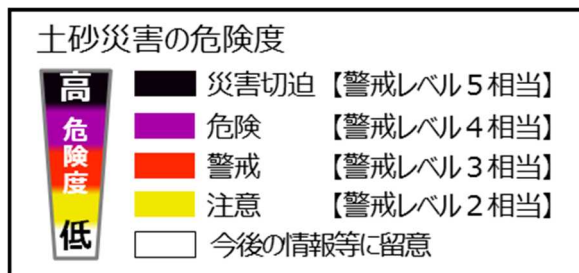 土砂災害の危険度
高
危険度
低
災害切迫 【警戒レベル5相当】
危険 【警戒レベル4相当】
警戒 【警戒レベル3相当】
注意 【警戒レベル2相当】
今後の情報等に留意